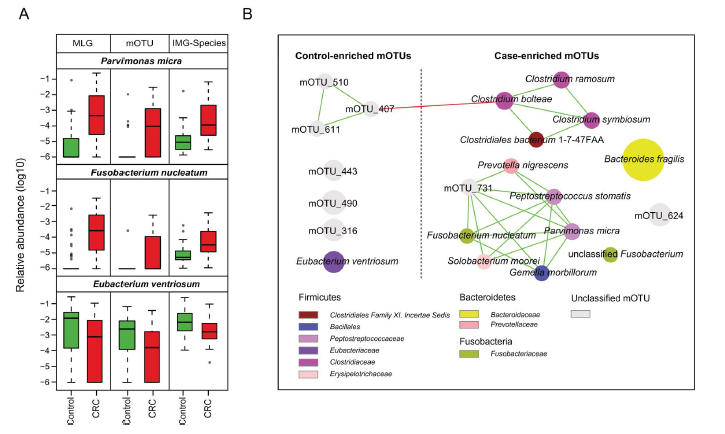 A
B
MLG mOTU IMG-Species
Parvimonas micra
−1
−2
−3
−4
−5
−6
Fusobacterium nucleatum
−1
−2
−3
−4
−5
−6
Eubacterium ventriosum
−1
−2
−3
−4
−5
−6
Relative abundance (log10)
Control CRC Control CRC Control CRC
Control-enriched mOTUs
Case-enriched mOTUs
mOTU_510
mOTU_407
mOTU_611
mOTU_443
mOTU_490
mOTU_316
Eubacterium ventriosum
Clostridium ramosum
Clostridium bolteae
Clostridium symbiosum
Clostridiales bacterium 1-7-47FAA
Bacteroides fragilis
Prevotella nigrescens
mOTU_731
Peptostreptococcus stomatis
mOTU_624
Fusobacterium nucleatum
Parvimonas micra
unclassified Fusobacterium
Solobacterium moorei
Gemella morbillorum
Firmicutes
Clostridiales Family XI. Incertae Sedis
Bacillales
Peptostreptococcaceae
Eubacteriaceae
Clostridiaceae
Erysipelotrichaceae
Bacteroidetes
Bacteroidaceae
Prevotellaceae
Fusobacteria
Fusobacteriaceae
Unclassified mOTU